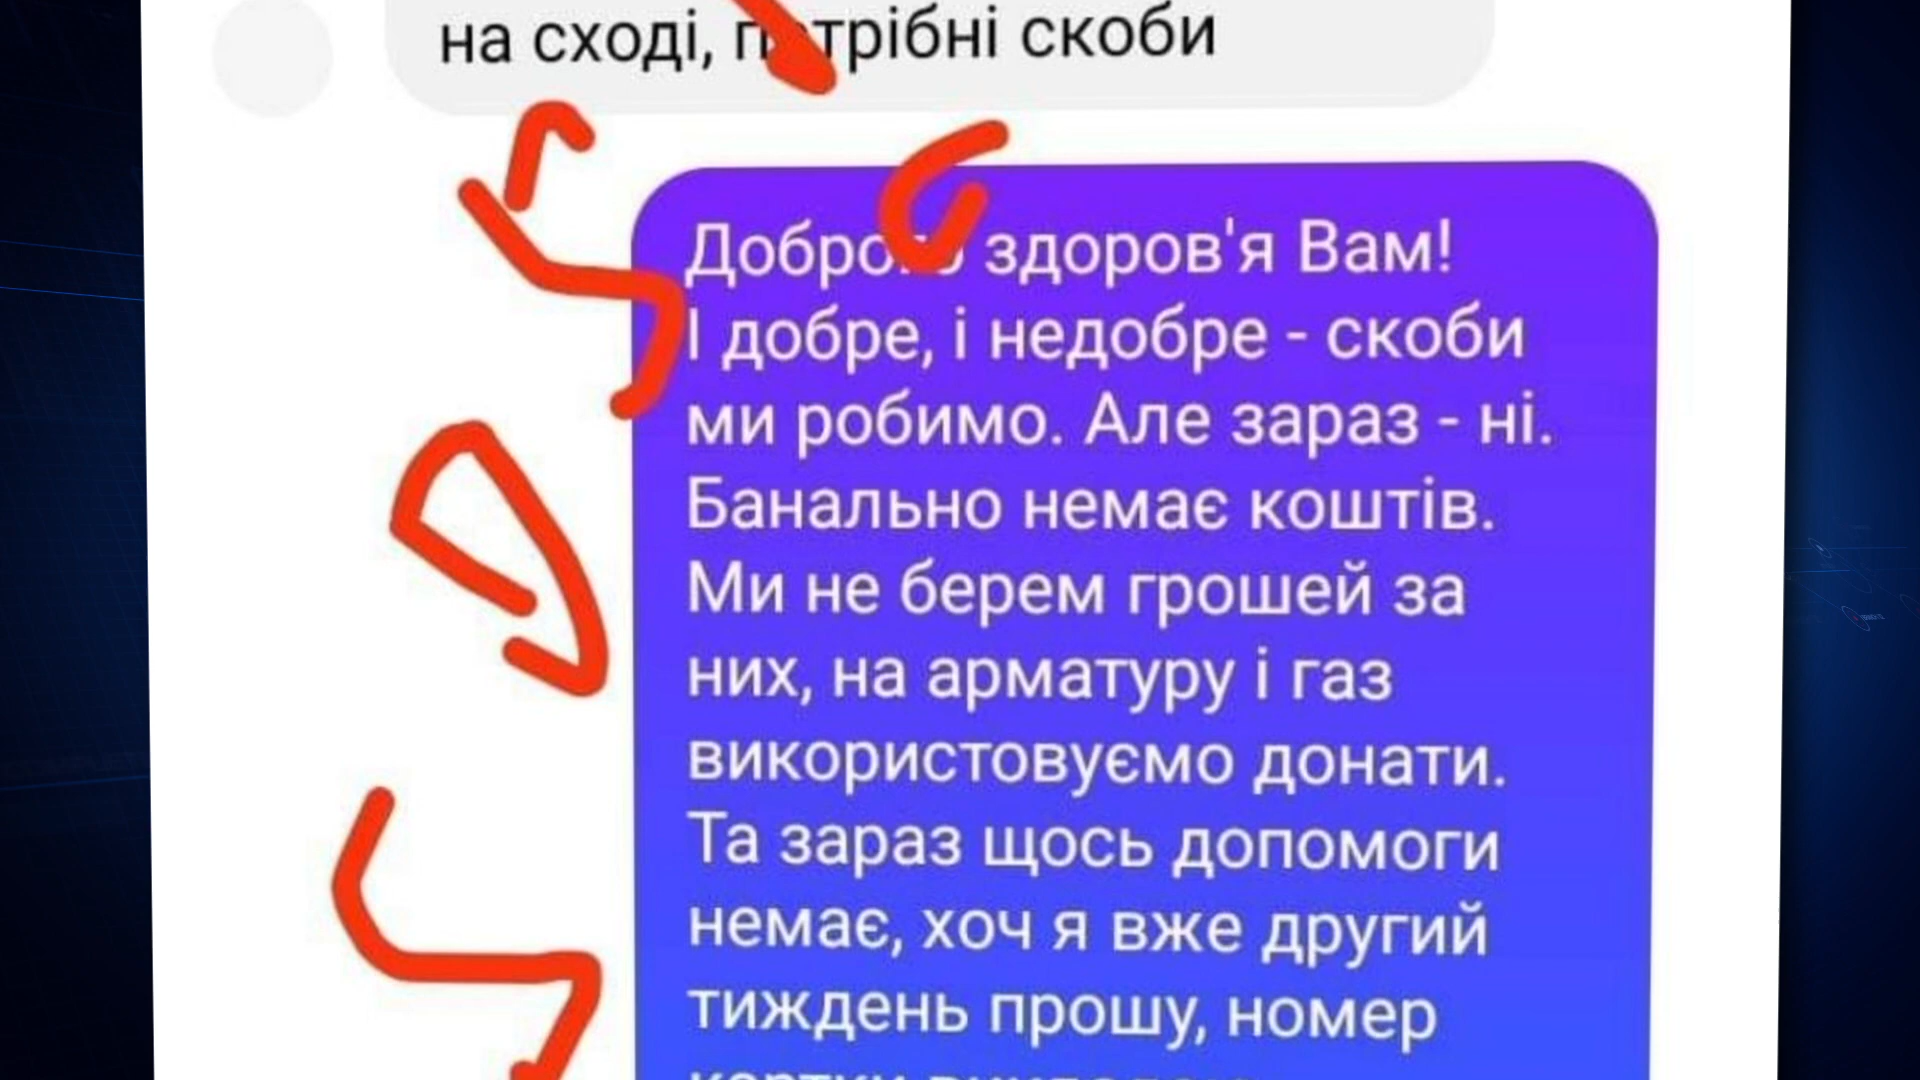 на сході, потрібні скоби
Доброго здоров'я Вам!
І добре, і недобре - скоби
ми робимо. Але зараз - ні.
Банально немає коштів.
Ми не берем грошей за
них, на арматуру і газ
використовуємо донати.
Та зараз щось допомоги
немає, хоч я вже другий
тиждень прошу, номер